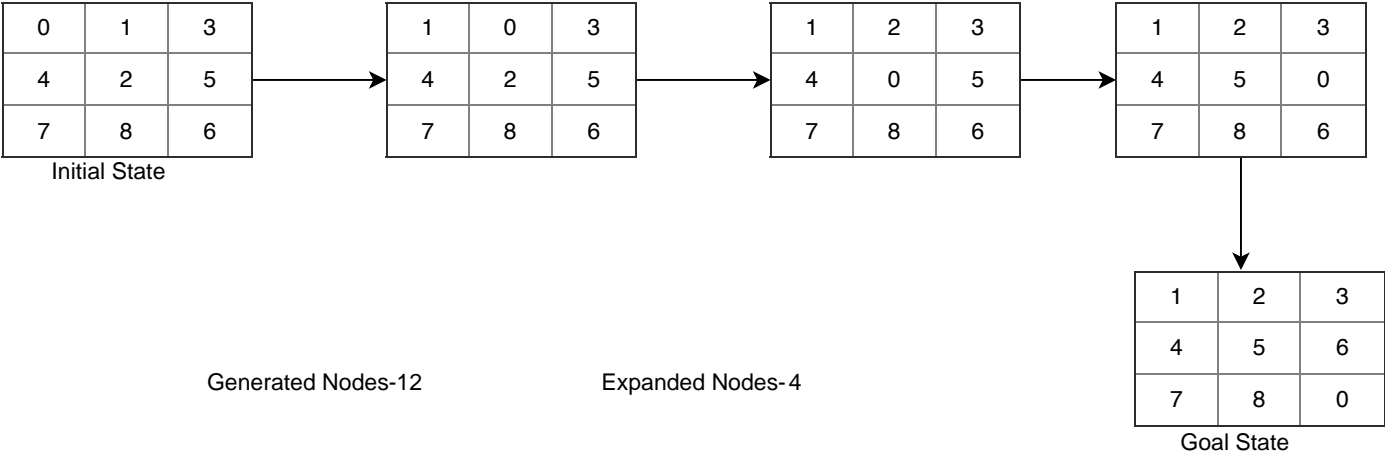 0 1 3 1 0 3 1 2 3 1 2 3
4 2 5 4 2 5 4 0 5 4 5 0
7 8 6 7 8 6 7 8 6 7 8 6
Initial State
1 2 3
4 5 6
Generated Nodes-12 Expanded Nodes-4
7 8 0
Goal State